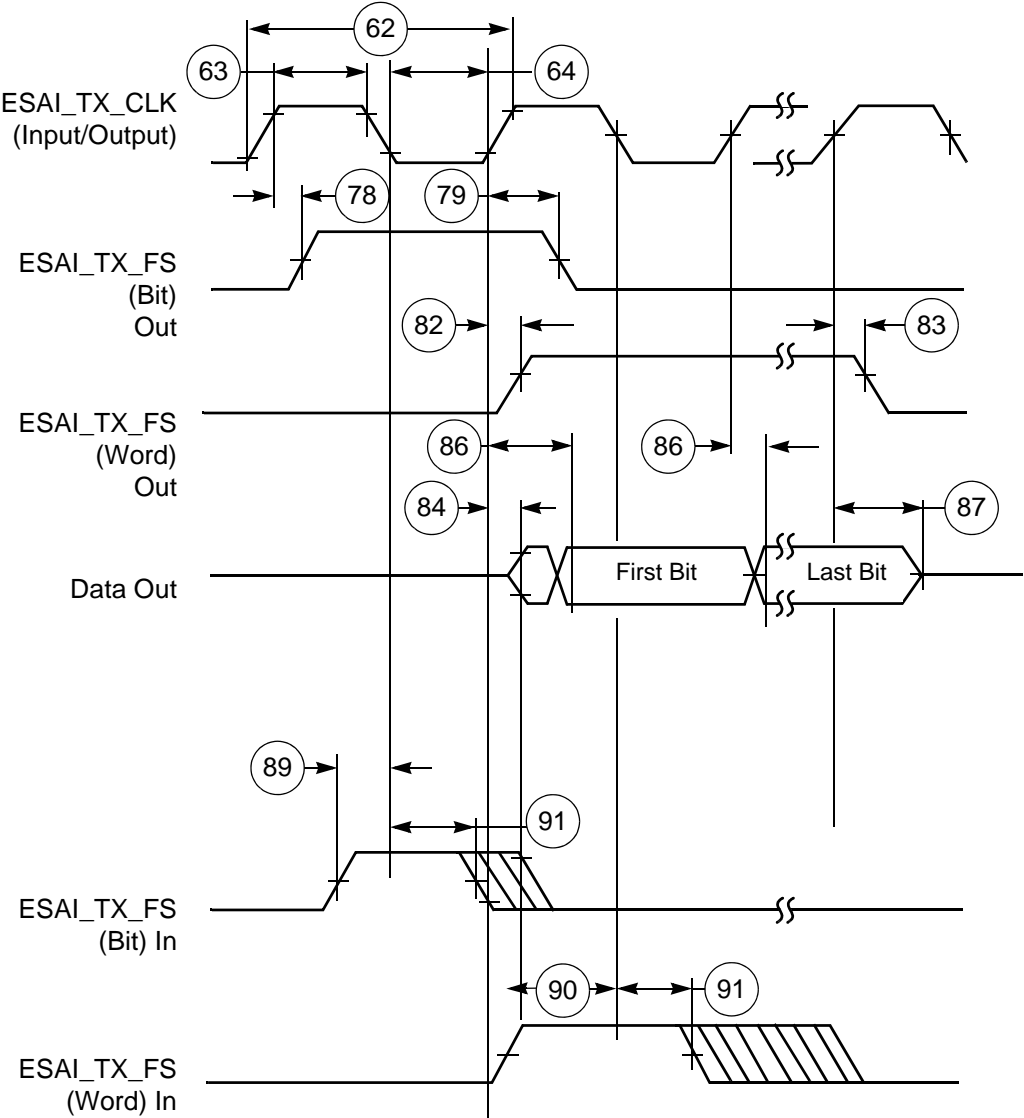 62
63
64
ESAI_TX_CLK
(Input/Output)
78
79
ESAI_TX_FS
(Bit)
Out
82
83
ESAI_TX_FS
(Word)
Out
86
86
84
87
First Bit
Last Bit
Data Out
89
91
ESAI_TX_FS
(Bit) In
90
91
ESAI_TX_FS
(Word) In